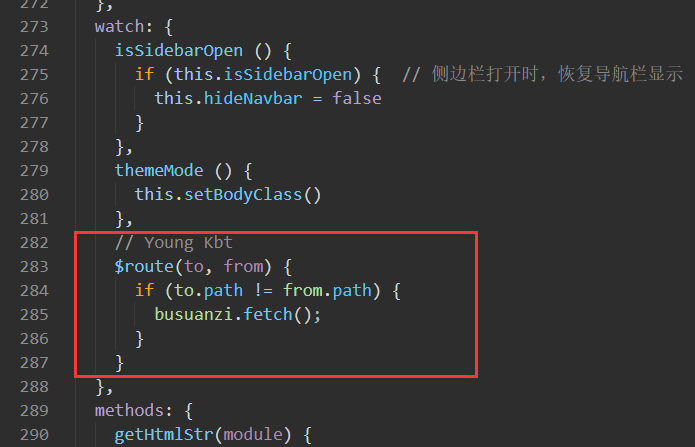 272 },
273 watch: {
274 isSidebarOpen () {
275 if (this.isSidebarOpen) { // 侧边栏打开时，恢复导航栏显示
276 this.hideNavbar = false
277 }
278 },
279 themeMode () {
280 this.setBodyClass()
281 },
282 // Young Kbt
283 $route(to, from) {
284 if (to.path != from.path) {
285 busuanzi.fetch();
286 }
287 }
288 },
289 methods: {
290 getHtmlStr(module) {